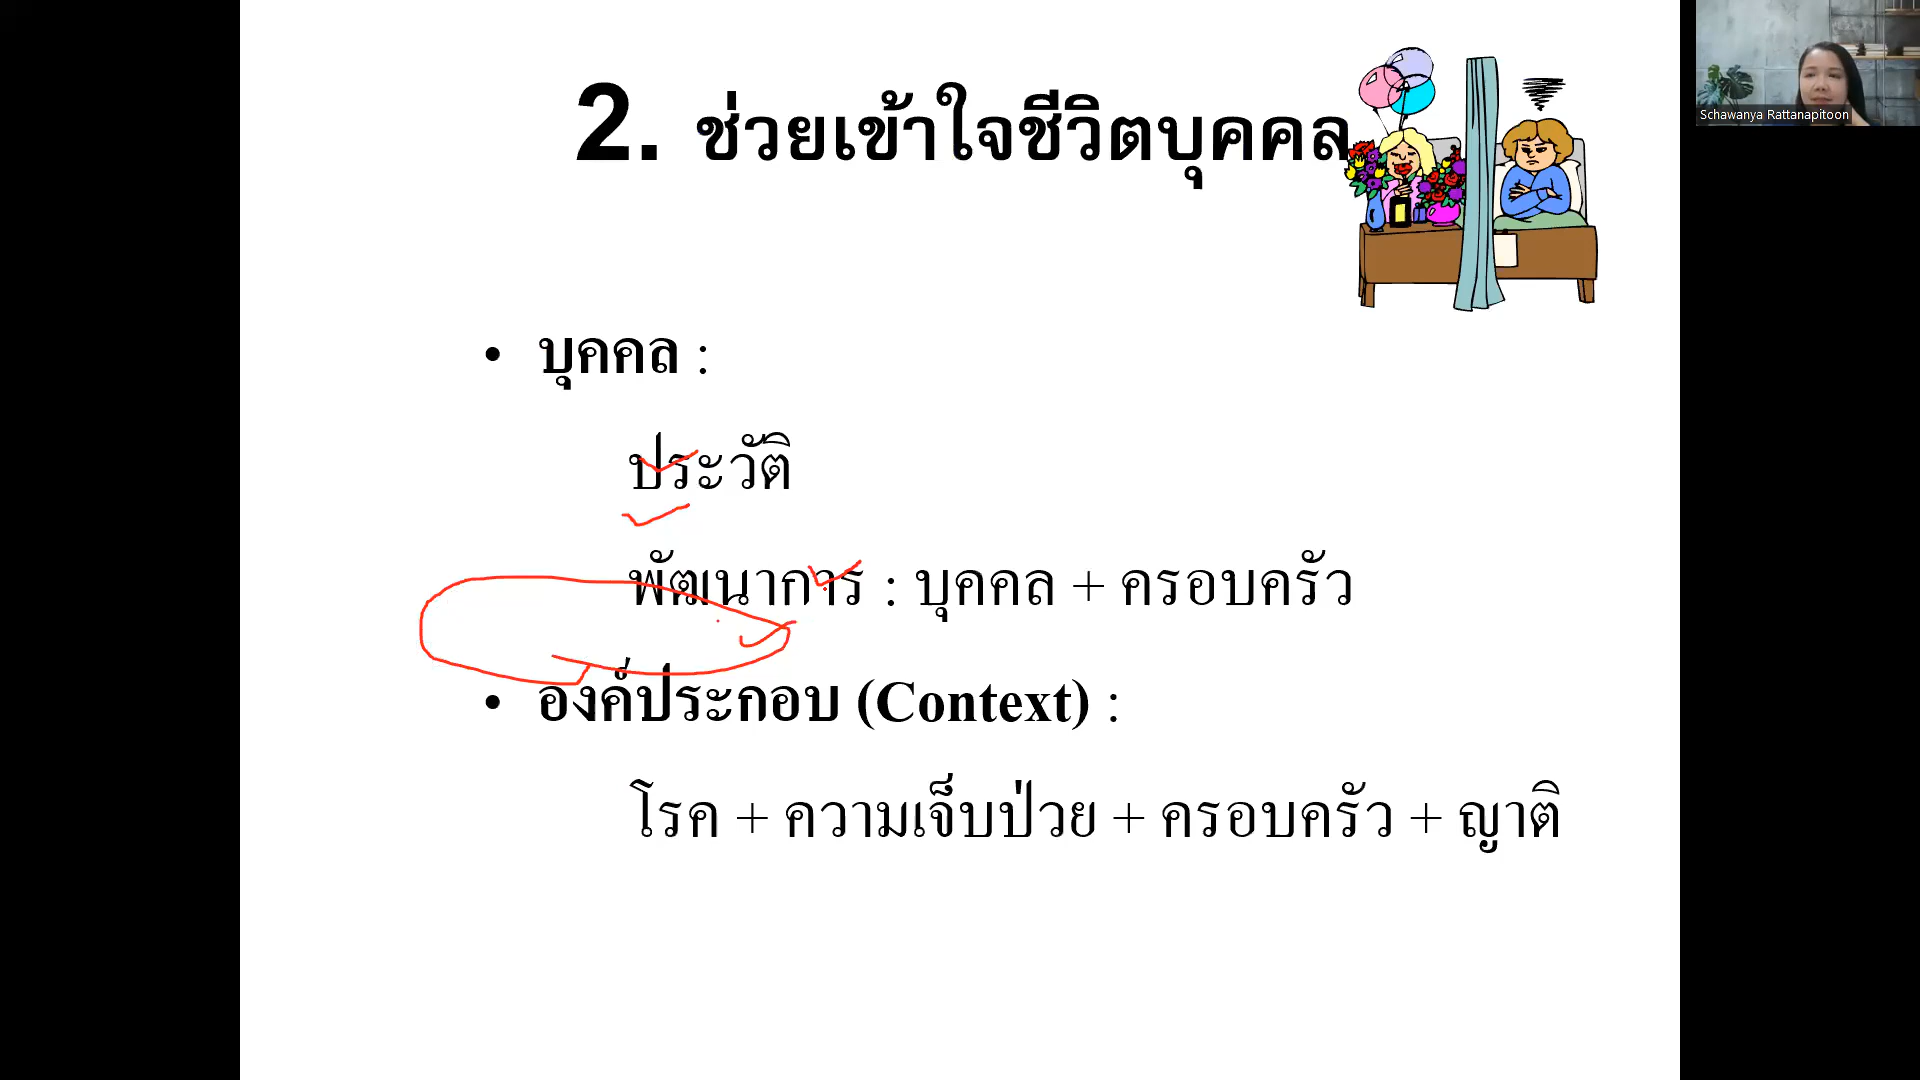 2. ช่วยเข้าใจชีวิตบุคคล
Schawanya Rattanapitoon
• บุคคล :
ประวัติ
พัฒนาการ : บุคคล + ครอบครัว
• องค์ประกอบ (Context) :
โรค + ความเจ็บป่วย + ครอบครัว + ญาติ